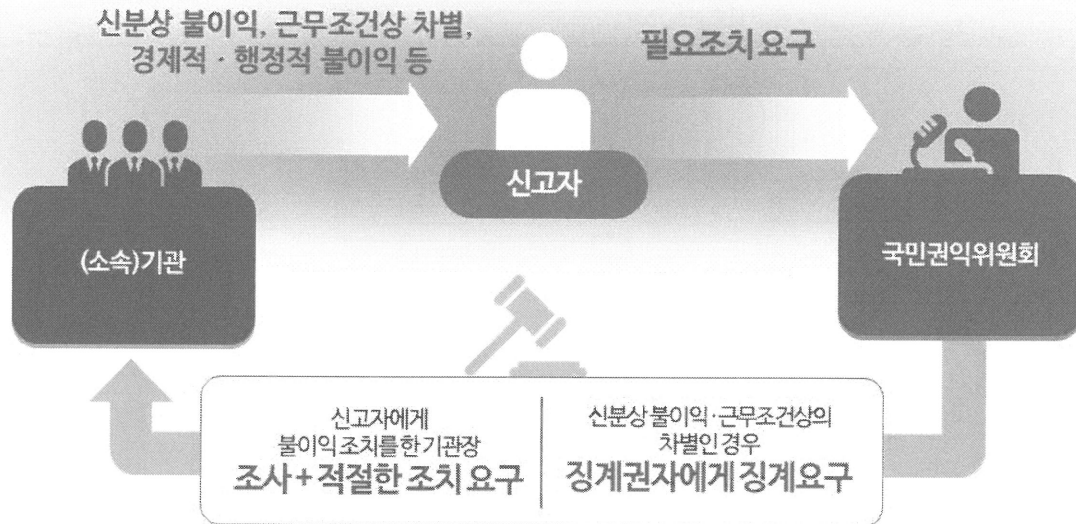 신분상 불이익, 근무조건상 차별,
경제적 · 행정적 불이익 등
필요조치 요구
신고자
(소속)기관
국민권익위원회
신고자에게
불이익 조치를 한 기관장
조사+적절한 조치 요구
신분상 불이익·근무조건상의
차별인 경우
징계권자에게 징계요구